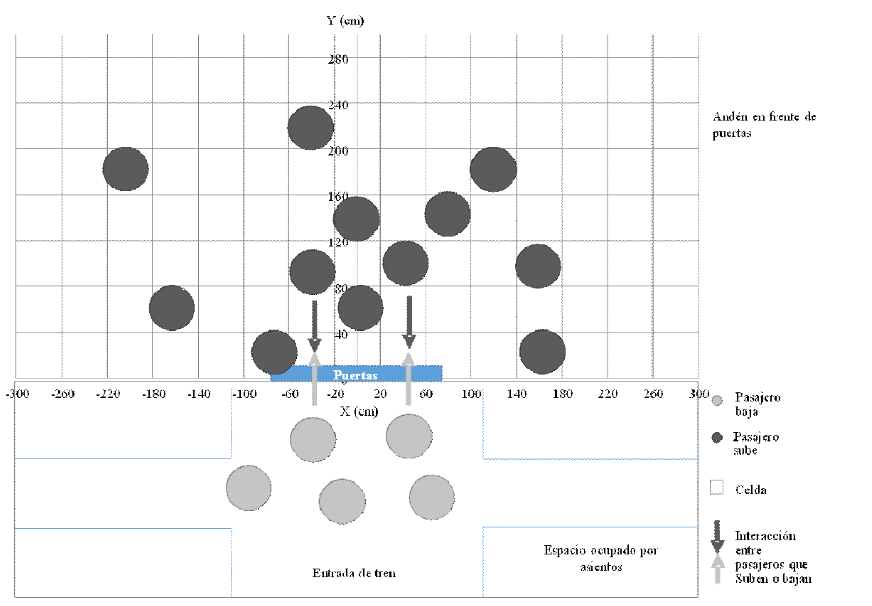 Y (cm)
280
240
200
160
120
80
40
0
Puertas
-300 -260 -220 -180 -140 -100 -60 -20 20 60 100 140 180 220 260 300
X (cm)
Andén en frente de
puertas
Pasajero
baja
Pasajero
sube
Celda
Interacción
entre
pasajeros que
Suben o bajan
Espacio ocupado por
asientos
Entrada de tren